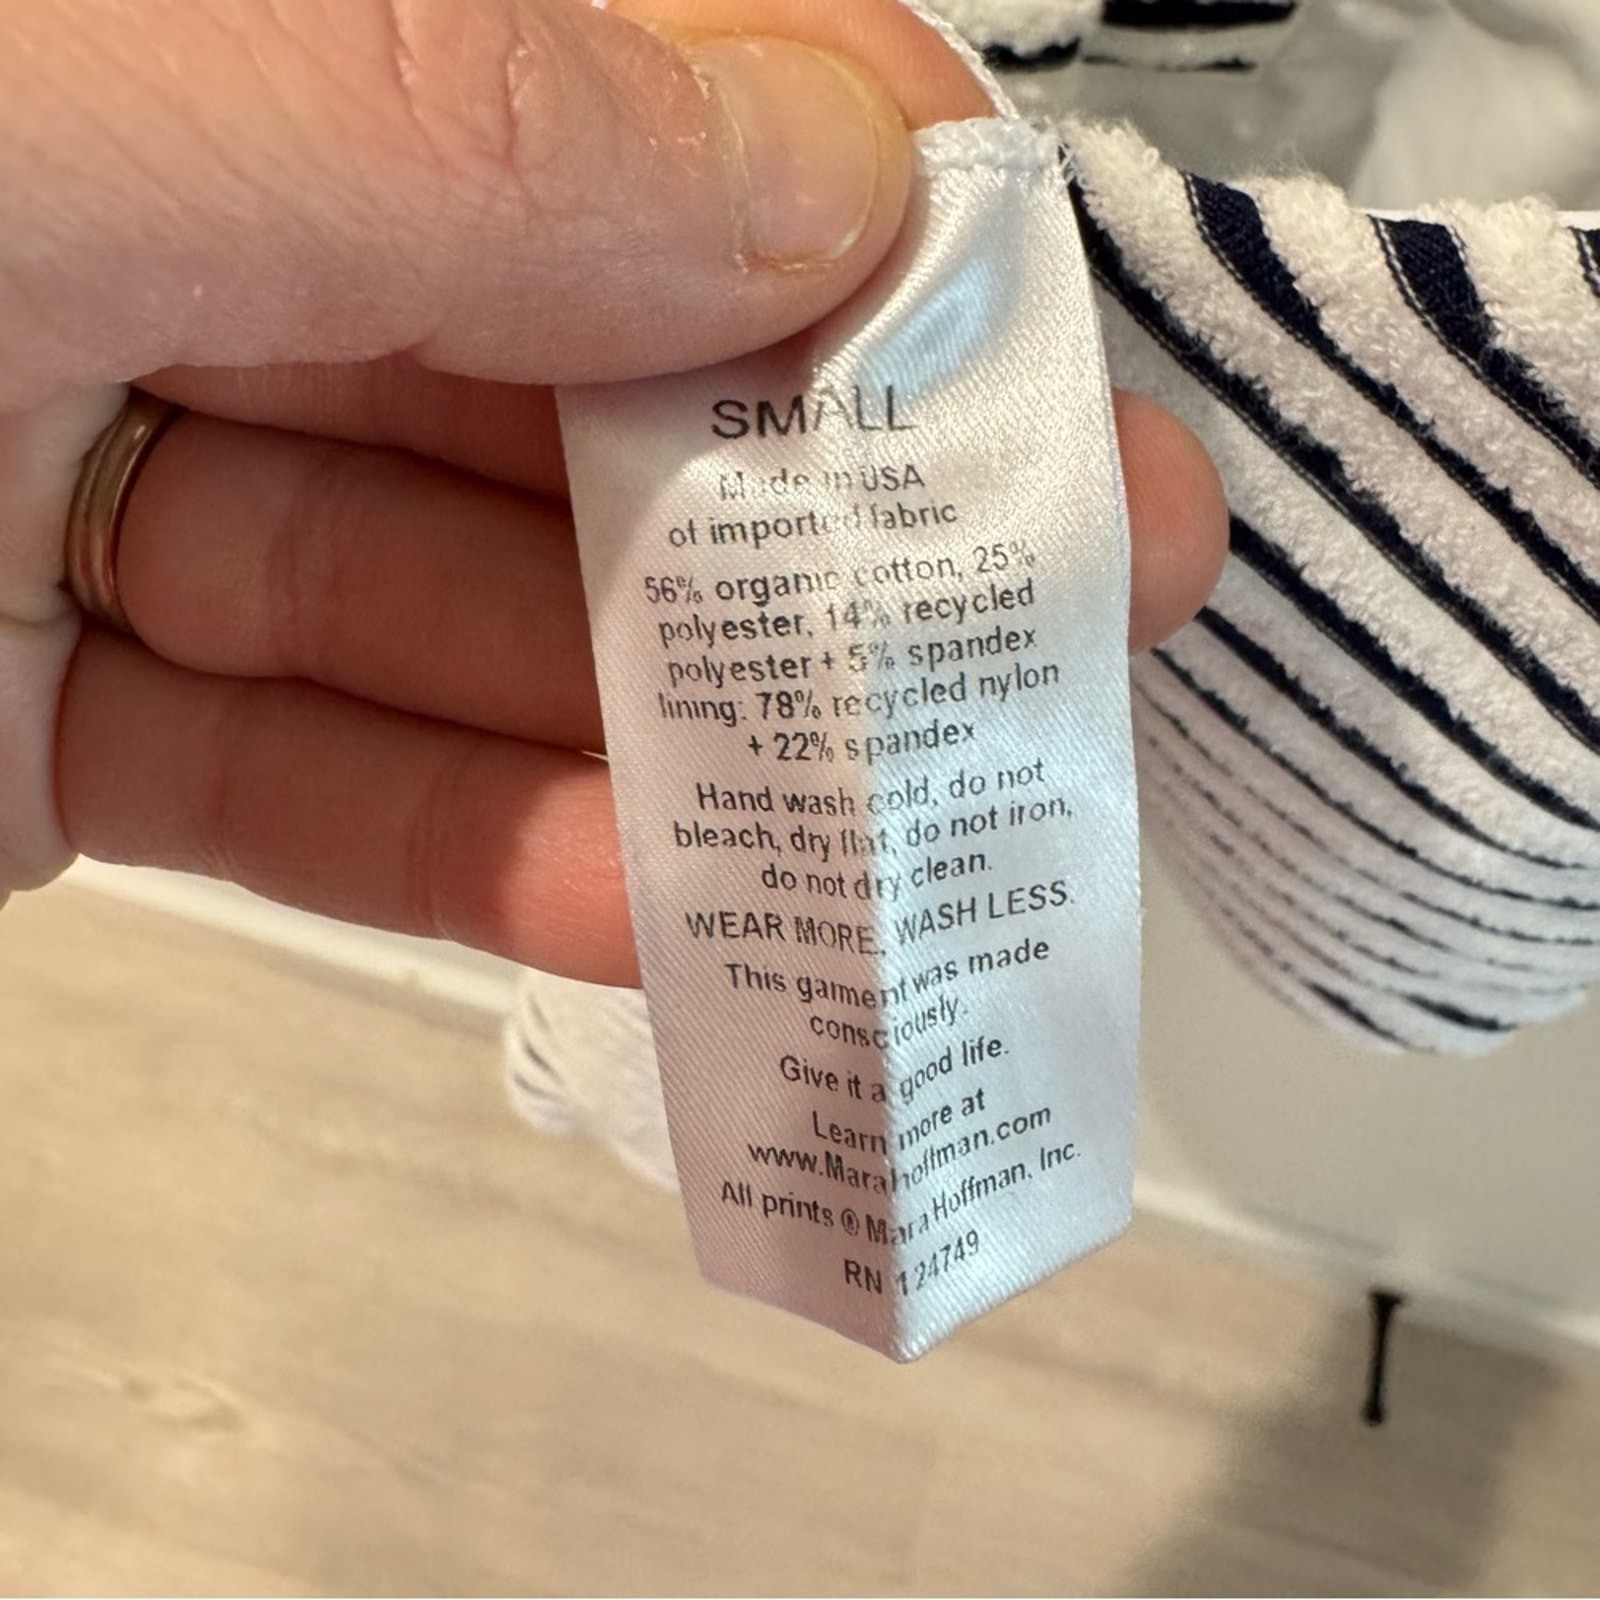 SMALL
Made in USA
of imported fabric
56% organic cotton, 25%
polyester, 14% recycled
polyester + 5% spandex
lining: 78% recycled nylon
+ 22% spandex
Hand wash cold, do not
bleach, dry flat, do not iron,
do not dry clean.
WEAR MORE, WASH LESS.
This garment was made
consciously.
Give it a good life.
Learn more at
www.Marahoffman.com
All prints ® Mara Hoffman, Inc.
RN 124749